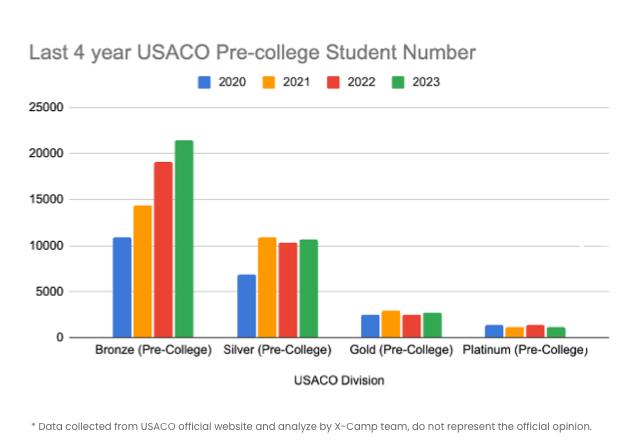 Last 4 year USACO Pre-college Student Number
2020 2021 2022 2023
25000
20000
15000
10000
5000
0
Bronze (Pre-College) Silver (Pre-College) Gold (Pre-College) Platinum (Pre-College)
USACO Division
* Data collected from USACO official website and analyze by X-Camp team, do not represent the official opinion.